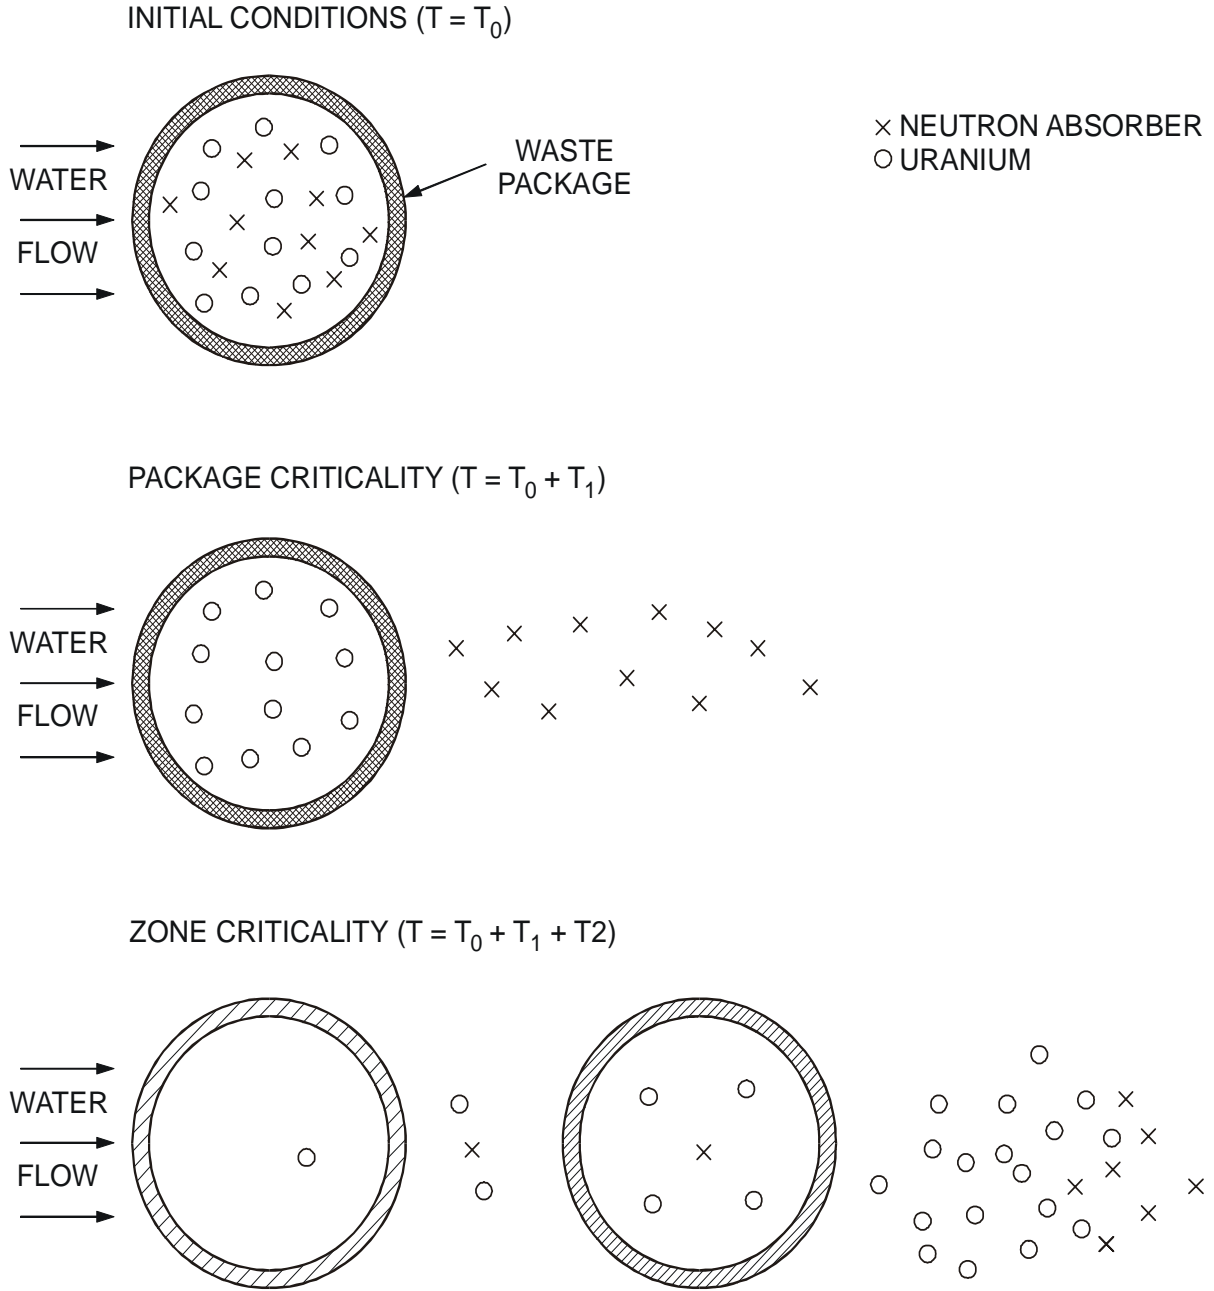 INITIAL CONDITIONS (T = T0)
WATER
FLOW
WASTE
PACKAGE
× NEUTRON ABSORBER
○ URANIUM
PACKAGE CRITICALITY (T = T0 + T1)
WATER
FLOW
ZONE CRITICALITY (T = T0 + T1 + T2)
WATER
FLOW